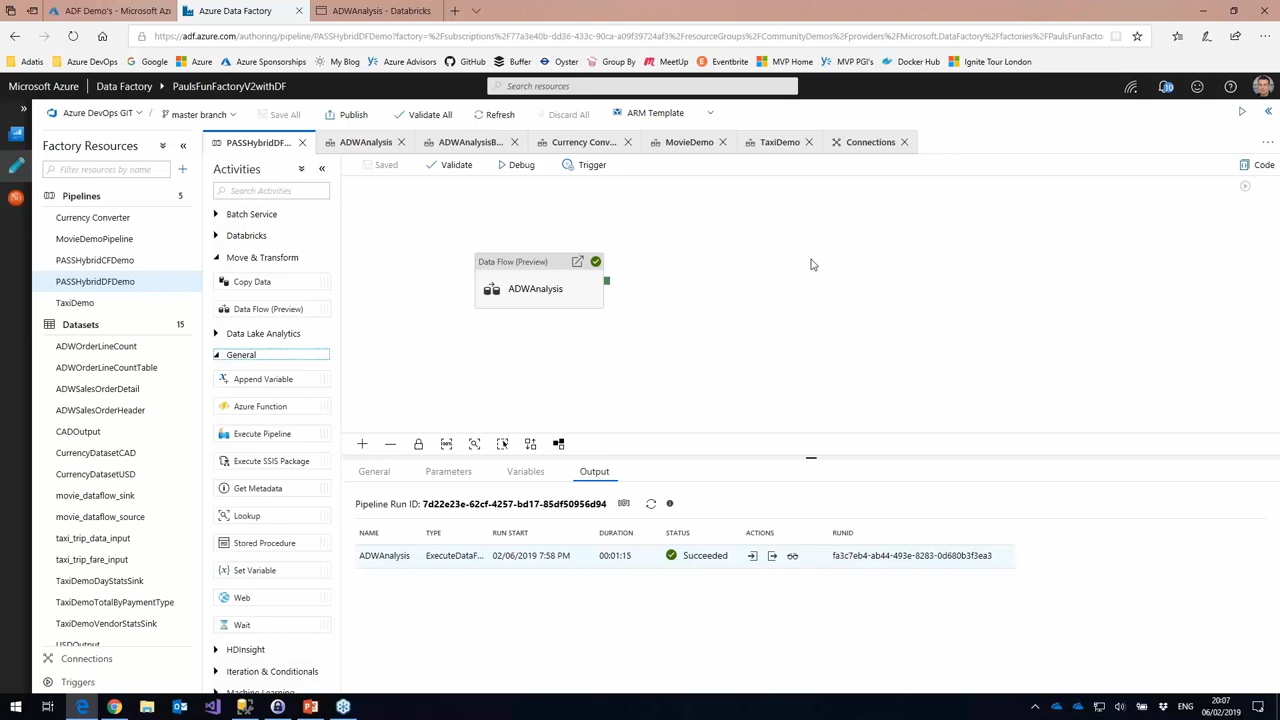 ADF Demo's - Microsoft Az
Azure Data Factory
ADWAnalysis - Databricks
https://adf.azure.com/authoring/pipeline/PASSHybridDFDemo?factory=%2Fsubscriptions%2F77a3e40b-dd36-433c-90ca-a09f39724af3%2FresourceGroups%2FCommunityDemos%2Fproviders%2FMicrosoft.DataFactory%2Ffactories%2FPaulsFunFactor
Adatis
Azure DevOps
Google
Azure
Azure Sponsorships
My Blog
Azure Advisors
GitHub
Buffer
Oyster
Group By
MeetUp
Eventbrite
MVP Home
MVP PGI's
Docker Hub
Ignite Tour London
Microsoft Azure
Data Factory
PaulsFunFactoryV2withDF
Search resources
10
Azure DevOps GIT
master branch
Save All
Publish
Validate All
Refresh
Discard All
ARM Template
Factory Resources
Filter resources by name
Pipelines 5
Currency Converter
MovieDemoPipeline
PASSHybridCFDemo
PASSHybridDFDemo
TaxiDemo
Datasets 15
ADWOrderLineCount
ADWOrderLineCountTable
ADWSalesOrderDetail
ADWSalesOrderHeader
CADOutput
CurrencyDatasetCAD
CurrencyDatasetUSD
movie_dataflow_sink
movie_dataflow_source
taxi_trip_data_input
taxi_trip_fare_input
TaxiDemoDayStatsSink
TaxiDemoTotalByPaymentType
TaxiDemoVendorStatsSink
USDOutput
Connections
Triggers
PASSHybridDF...
ADWAnalysis
ADWAnalysisB...
Currency Conv...
MovieDemo
TaxiDemo
Connections
Activities
Search Activities
Batch Service
Databricks
Move & Transform
Copy Data
Data Flow (Preview)
Data Lake Analytics
General
Append Variable
Azure Function
Execute Pipeline
Execute SSIS Package
Get Metadata
Lookup
Stored Procedure
Set Variable
Web
Wait
HDInsight
Iteration & Conditionals
Machine Learning
Saved
Validate
Debug
Trigger
Code
Data Flow (Preview)
ADWAnalysis
General
Parameters
Variables
Output
Pipeline Run ID: 7d22e23e-62cf-4257-bd17-85df50956d94
NAME TYPE RUN START DURATION STATUS ACTIONS RUNID
ADWAnalysis ExecuteDataF... 02/06/2019 7:58 PM 00:01:15 Succeeded fa3c7eb4-ab44-493e-8283-0d680b3f3ea3
ENG
20:07
06/02/2019